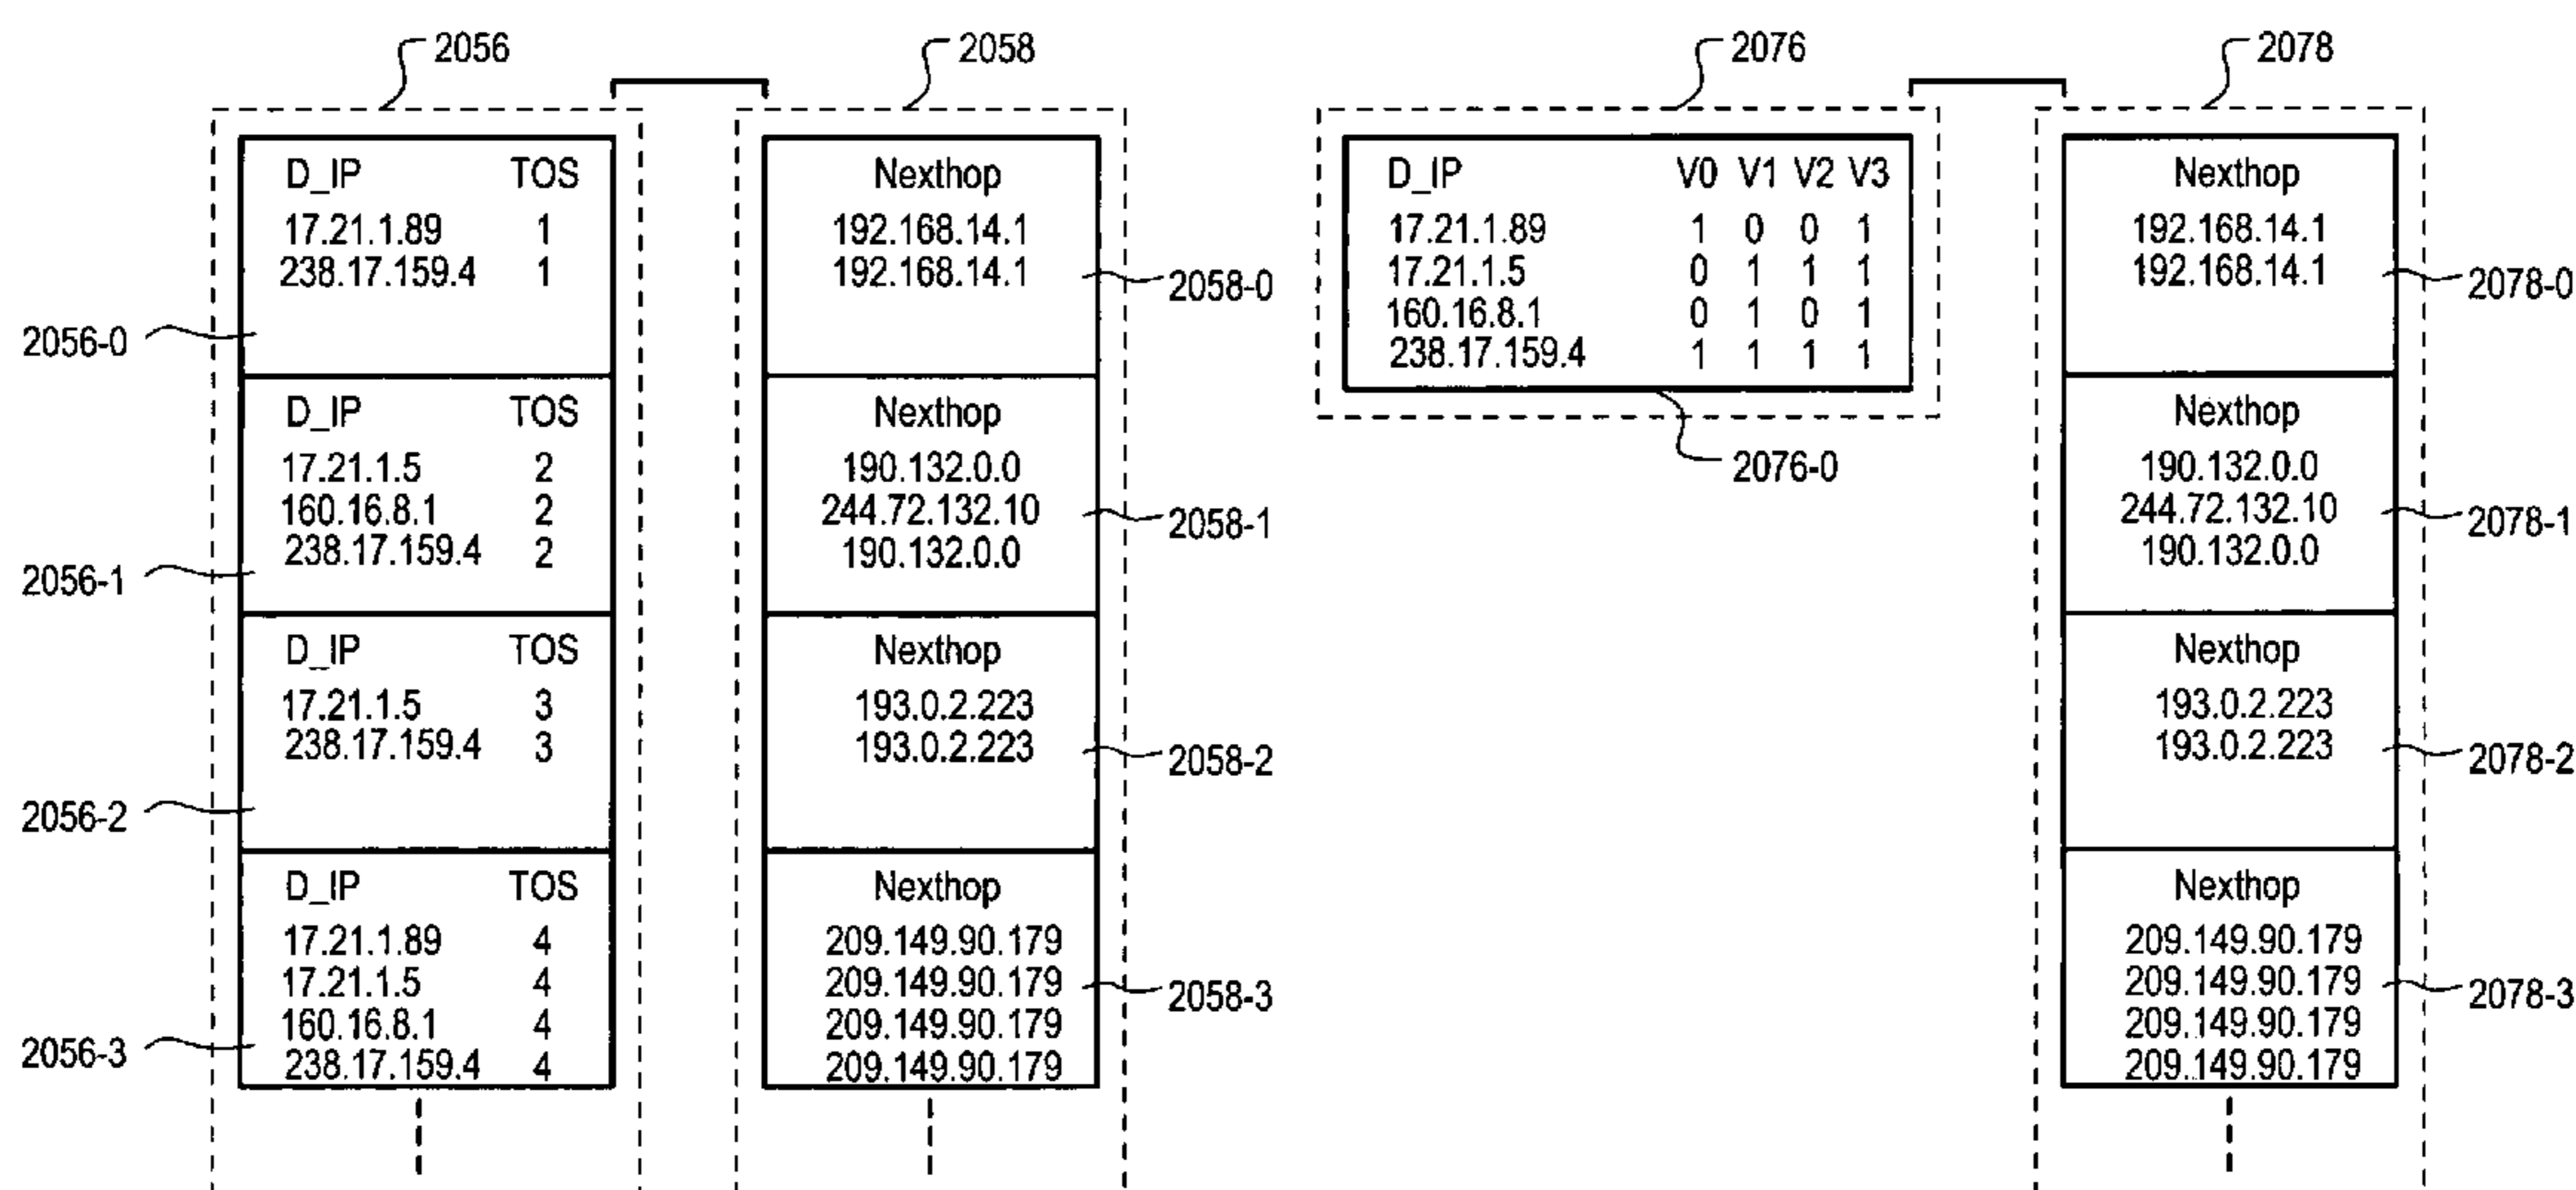 2056
2058
2076
2078
D_IP TOS
17.21.1.89 1
238.17.159.4 1
2056-0
D_IP TOS
17.21.1.5 2
160.16.8.1 2
238.17.159.4 2
2056-1
D_IP TOS
17.21.1.5 3
238.17.159.4 3
2056-2
D_IP TOS
17.21.1.89 4
17.21.1.5 4
160.16.8.1 4
238.17.159.4 4
2056-3
Nexthop
192.168.14.1
192.168.14.1
2058-0
Nexthop
190.132.0.0
244.72.132.10
190.132.0.0
2058-1
Nexthop
193.0.2.223
193.0.2.223
2058-2
Nexthop
209.149.90.179
209.149.90.179
209.149.90.179
209.149.90.179
2058-3
D_IP V0 V1 V2 V3
17.21.1.89 1 0 0 1
17.21.1.5 0 1 1 1
160.16.8.1 0 1 0 1
238.17.159.4 1 1 1 1
2076-0
Nexthop
192.168.14.1
192.168.14.1
2078-0
Nexthop
190.132.0.0
244.72.132.10
190.132.0.0
2078-1
Nexthop
193.0.2.223
193.0.2.223
2078-2
Nexthop
209.149.90.179
209.149.90.179
209.149.90.179
209.149.90.179
2078-3